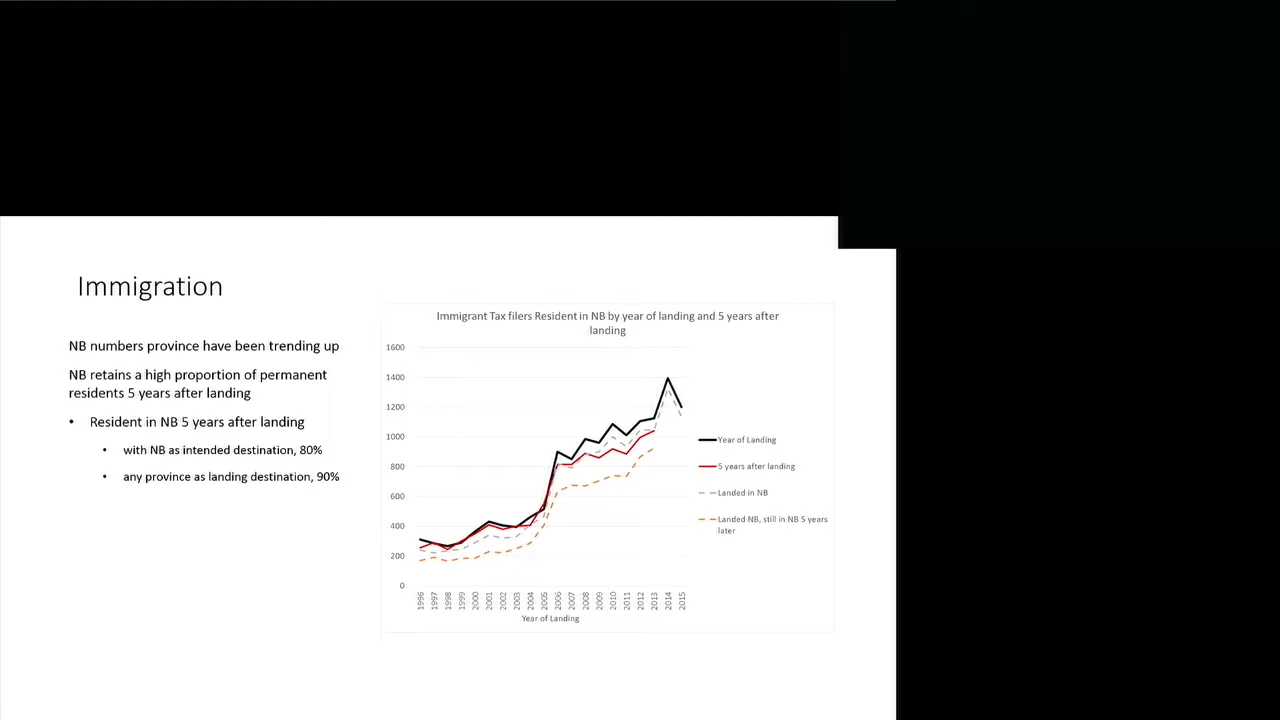 Immigration
NB numbers province have been trending up
NB retains a high proportion of permanent
residents 5 years after landing
• Resident in NB 5 years after landing
• with NB as intended destination, 80%
• any province as landing destination, 90%
Immigrant Tax filers Resident in NB by year of landing and 5 years after
landing
1600
1400
1200
1000
800
600
400
200
0
1996 1997 1998 1999 2000 2001 2002 2003 2004 2005 2006 2007 2008 2009 2010 2011 2012 2013 2014 2015
Year of Landing
Year of Landing
5 years after landing
Landed in NB
Landed NB, still in NB 5 years
later